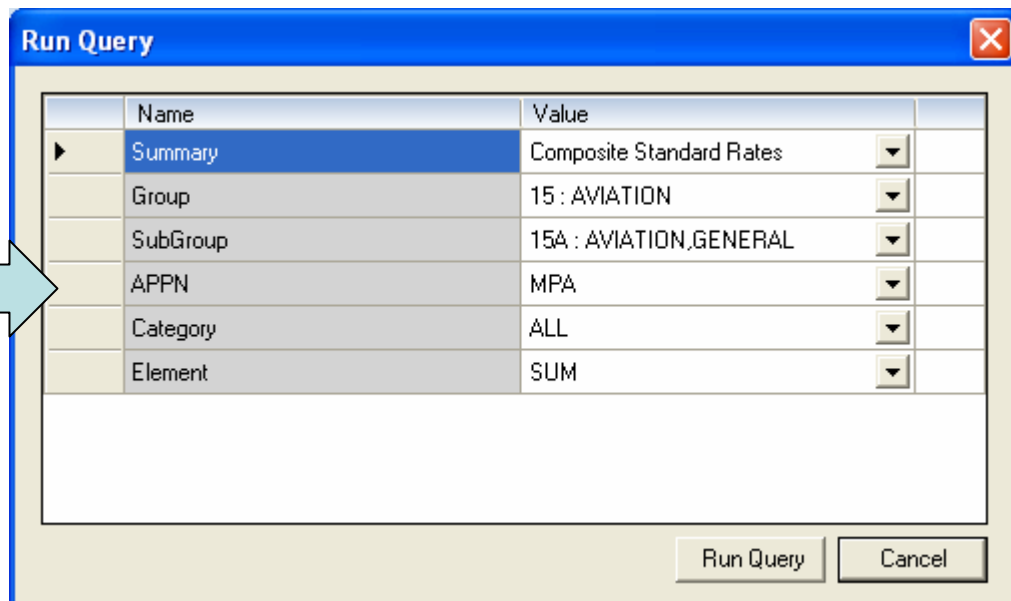 Run Query
Name Value
Summary Composite Standard Rates
Group 15 : AVIATION
SubGroup 15A : AVIATION,GENERAL
APPN MPA
Category ALL
Element SUM
Run Query Cancel